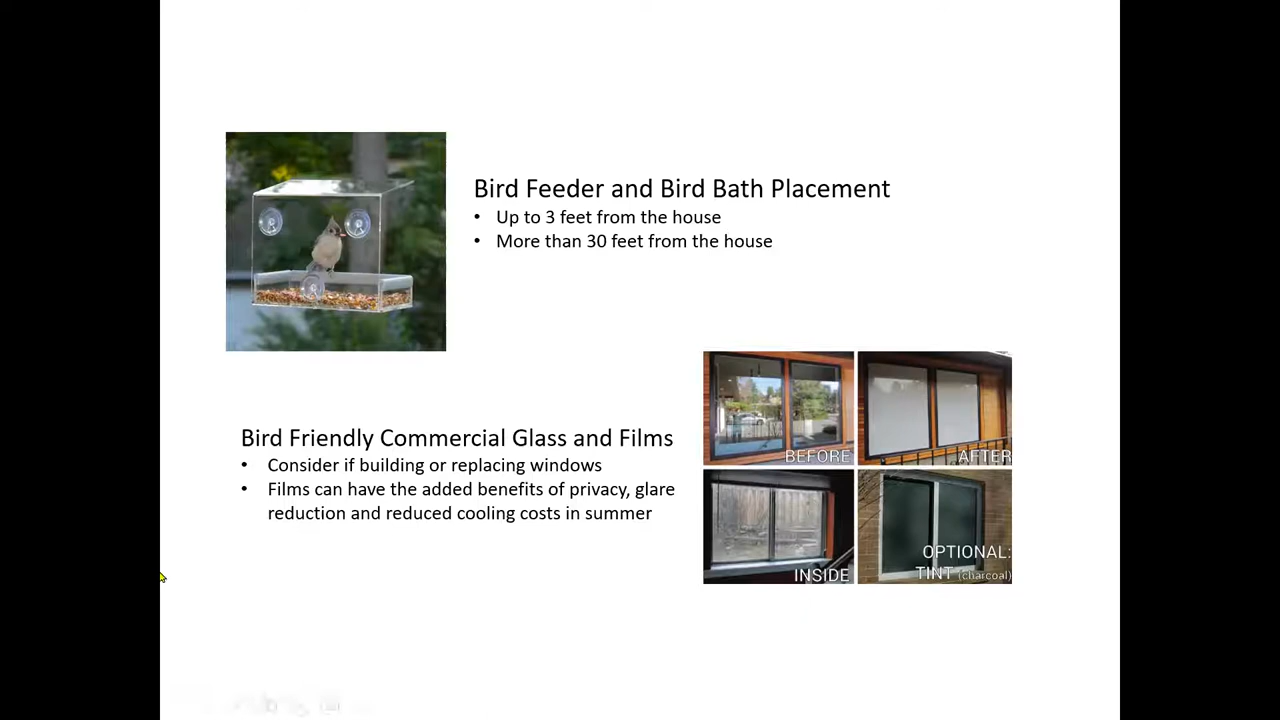 Bird Feeder and Bird Bath Placement
• Up to 3 feet from the house
• More than 30 feet from the house
Bird Friendly Commercial Glass and Films
• Consider if building or replacing windows
• Films can have the added benefits of privacy, glare
reduction and reduced cooling costs in summer
BEFORE
AFTER
INSIDE
OPTIONAL:
TINT (charcoal)